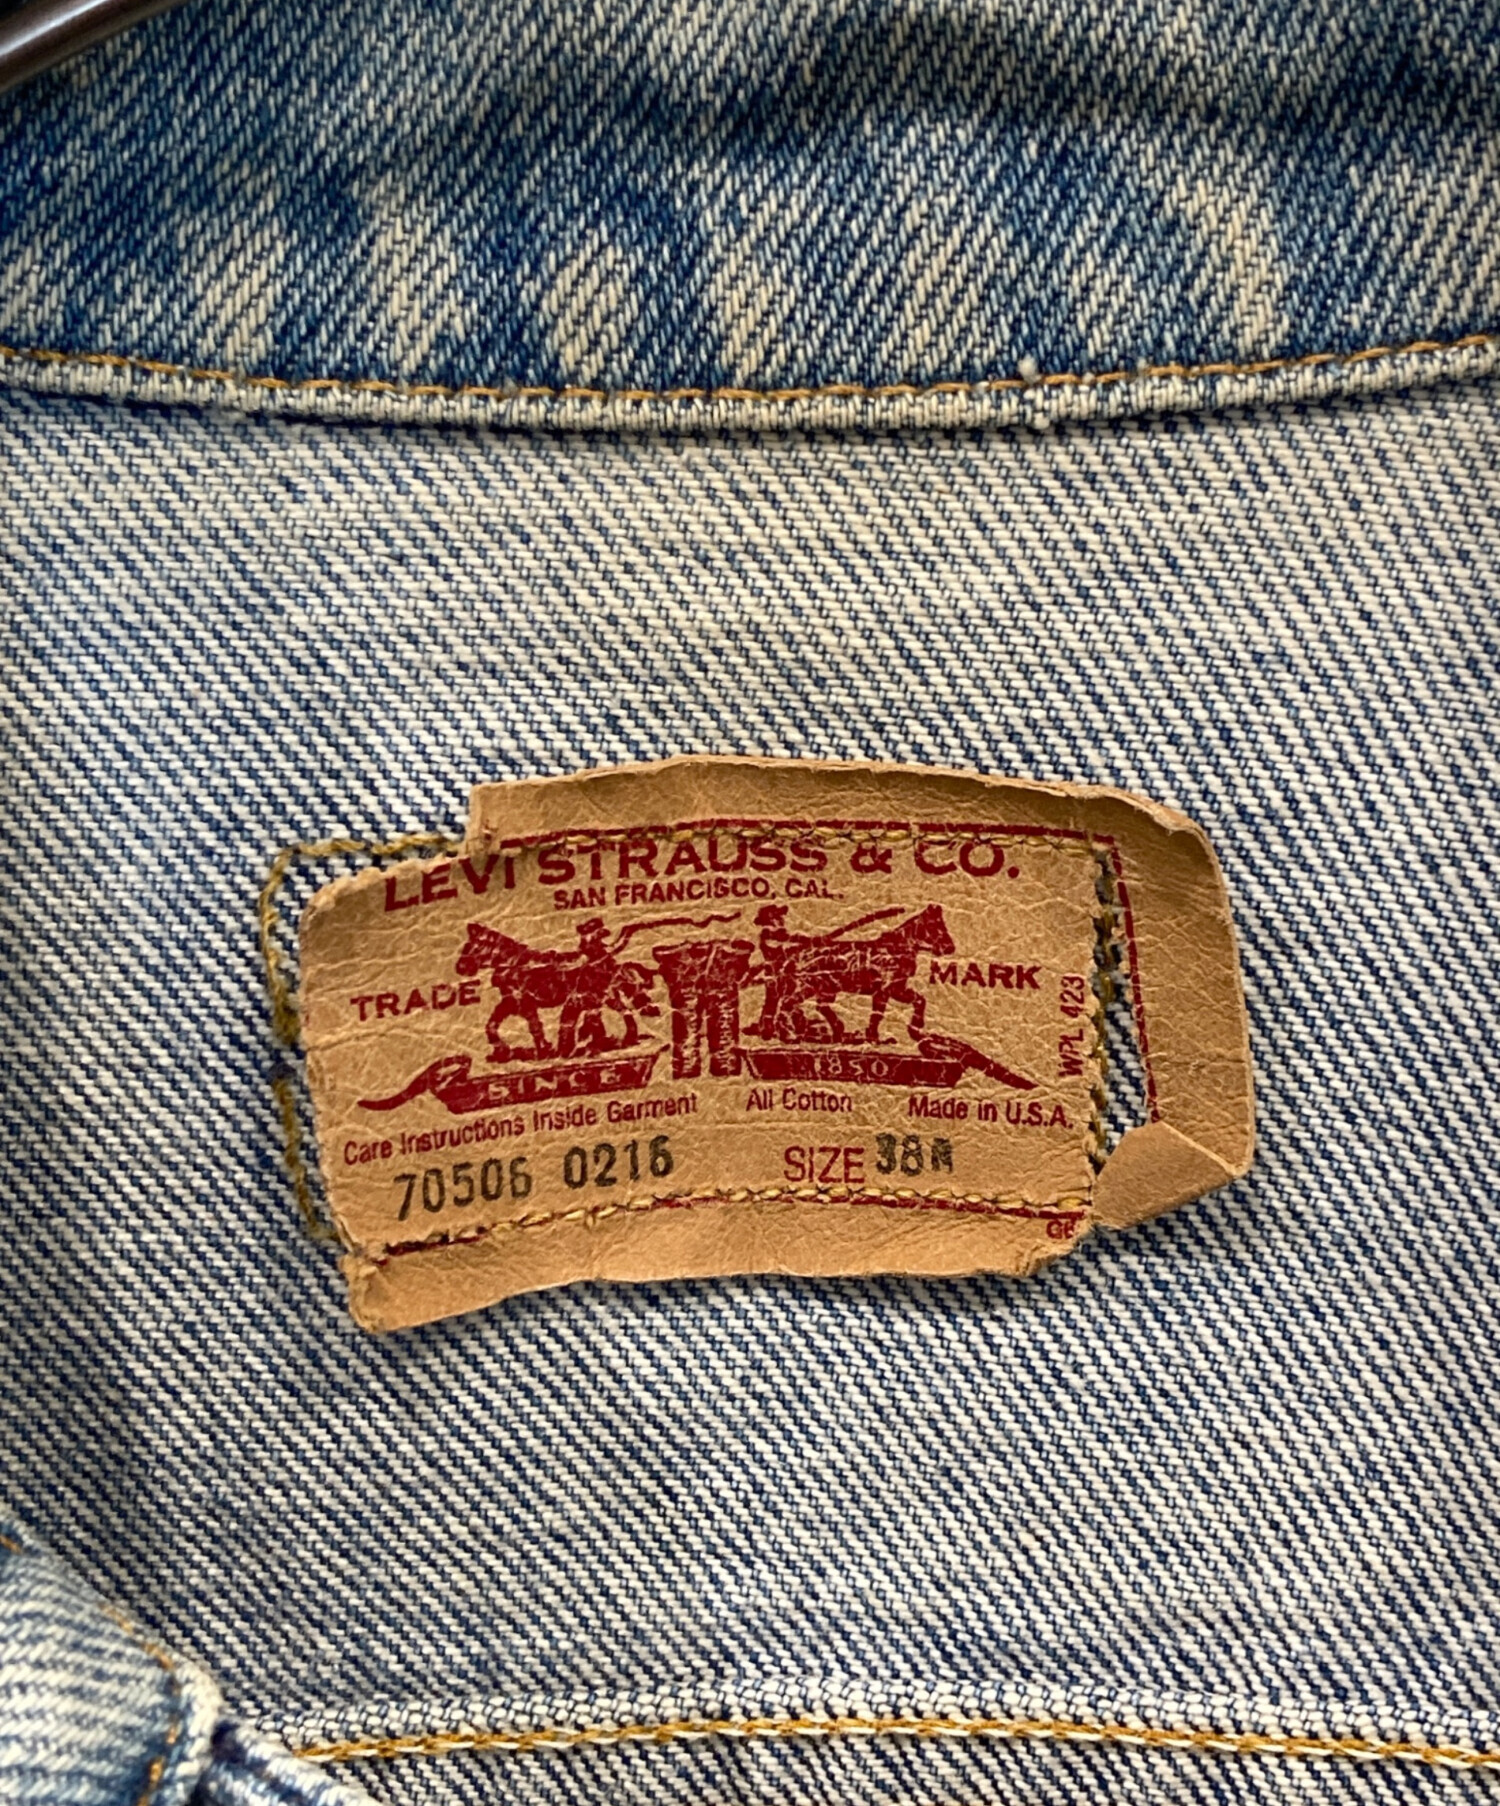 LEVI STRAUSS & CO.
SAN FRANCISCO, CAL.
TRADE MARK
WPL 423
SINCE 1850
Care Instructions Inside Garment All Cotton Made in U.S.A.
70506 0216 SIZE 38R